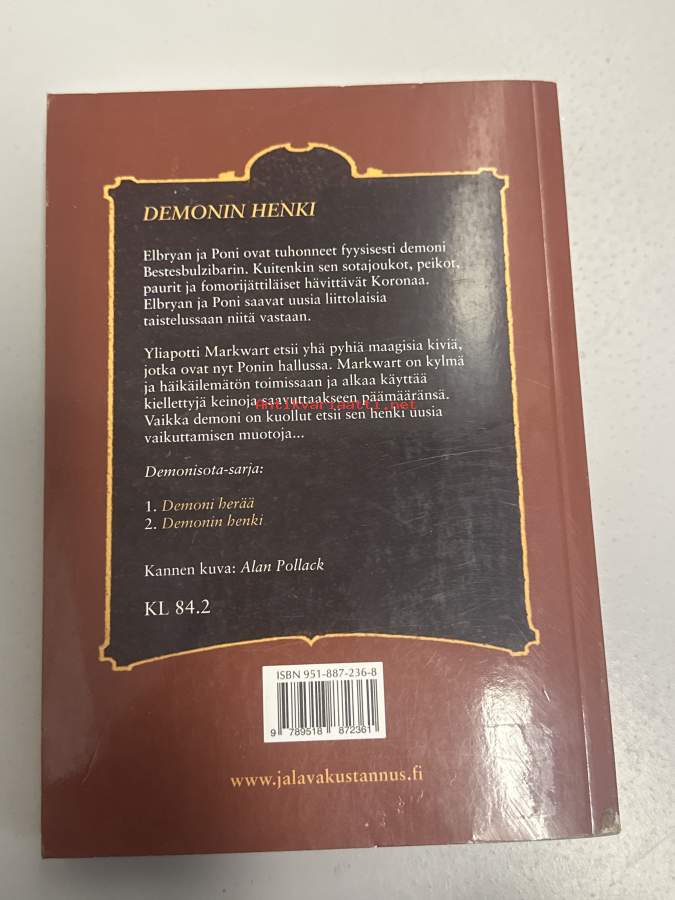 DEMONIN HENKI
Elbryan ja Poni ovat tuhonneet fyysisesti demoni
Bestesbulzibarin. Kuitenkin sen sotajoukot, peikot,
paurit ja fomorijättiläiset hävittävät Koronaa.
Elbryan ja Poni saavat uusia liittolaisia
taistelussaan niitä vastaan.
Yliapotti Markwart etsii yhä pyhiä maagisia kiviä,
jotka ovat nyt Ponin hallussa. Markwart on kylmä
ja häikäilemätön toimissaan ja alkaa käyttää
kiellettyjä keinoja saavuttaakseen päämääränsä.
Antikvariaatti.net
Vaikka demoni on kuollut etsii sen henki uusia
vaikuttamisen muotoja...
Demonisota-sarja:
1. Demoni herää
2. Demonin henki
Kannen kuva: Alan Pollack
KL 84.2
ISBN 951-887-236-8
9 789518 872361
www.jalavakustannus.fi